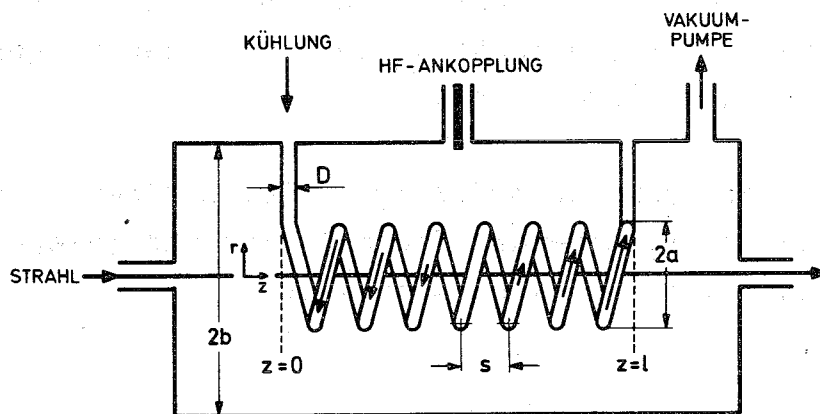 VAKUUM-
PUMPE
KÜHLUNG
HF-ANKOPPLUNG
D
r
z
2a
STRAHL
2b
z=0
s
z=l